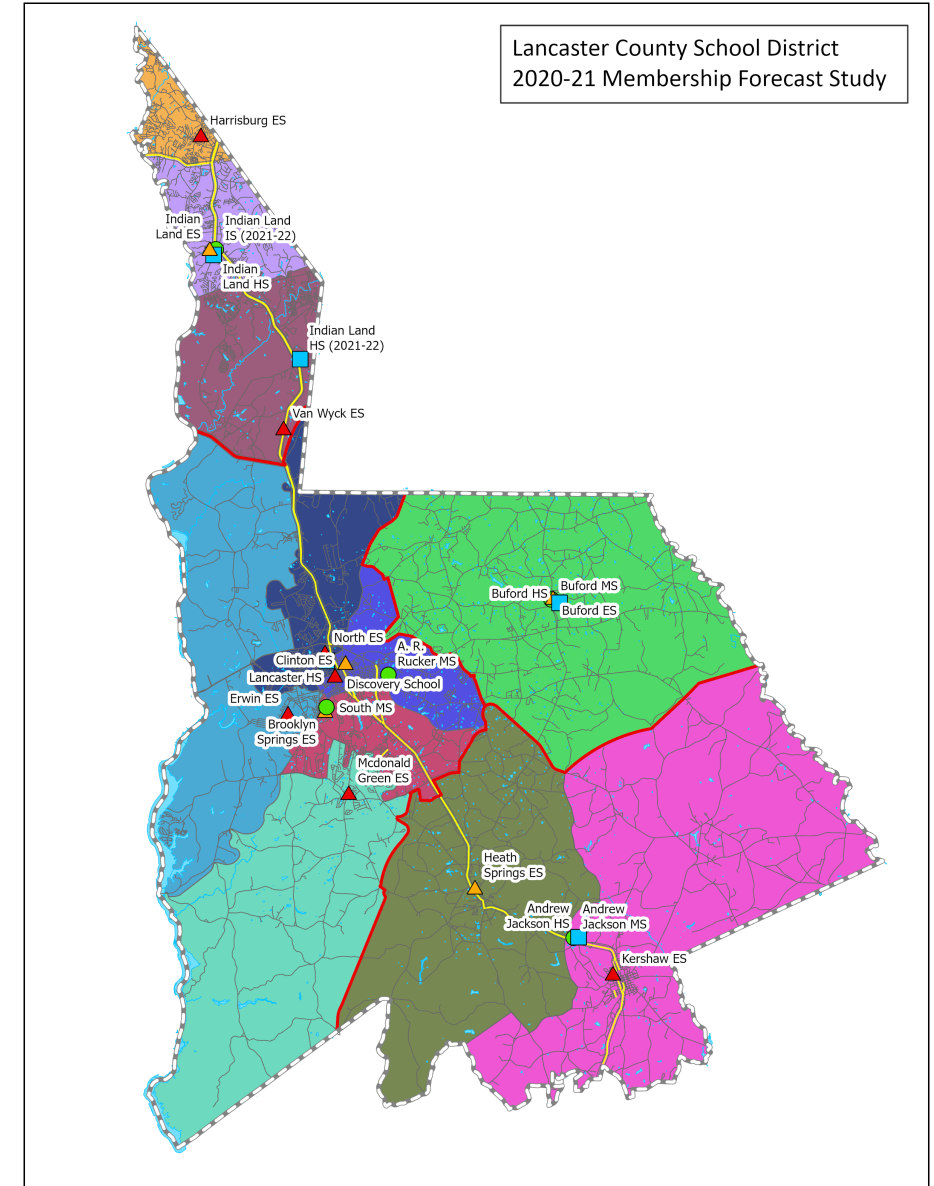 Lancaster County School District
2020-21 Membership Forecast Study
Harrisburg ES
Indian
Land ES
Indian Land
IS (2021-22)
Indian
Land HS
Indian Land
HS (2021-22)
Van Wyck ES
Buford HS
Buford MS
Buford ES
North ES
A. R.
Rucker MS
Clinton ES
Lancaster HS
Discovery School
Erwin ES
South MS
Brooklyn
Springs ES
Mcdonald
Green ES
Heath
Springs ES
Andrew
Jackson HS
Andrew
Jackson MS
Kershaw ES